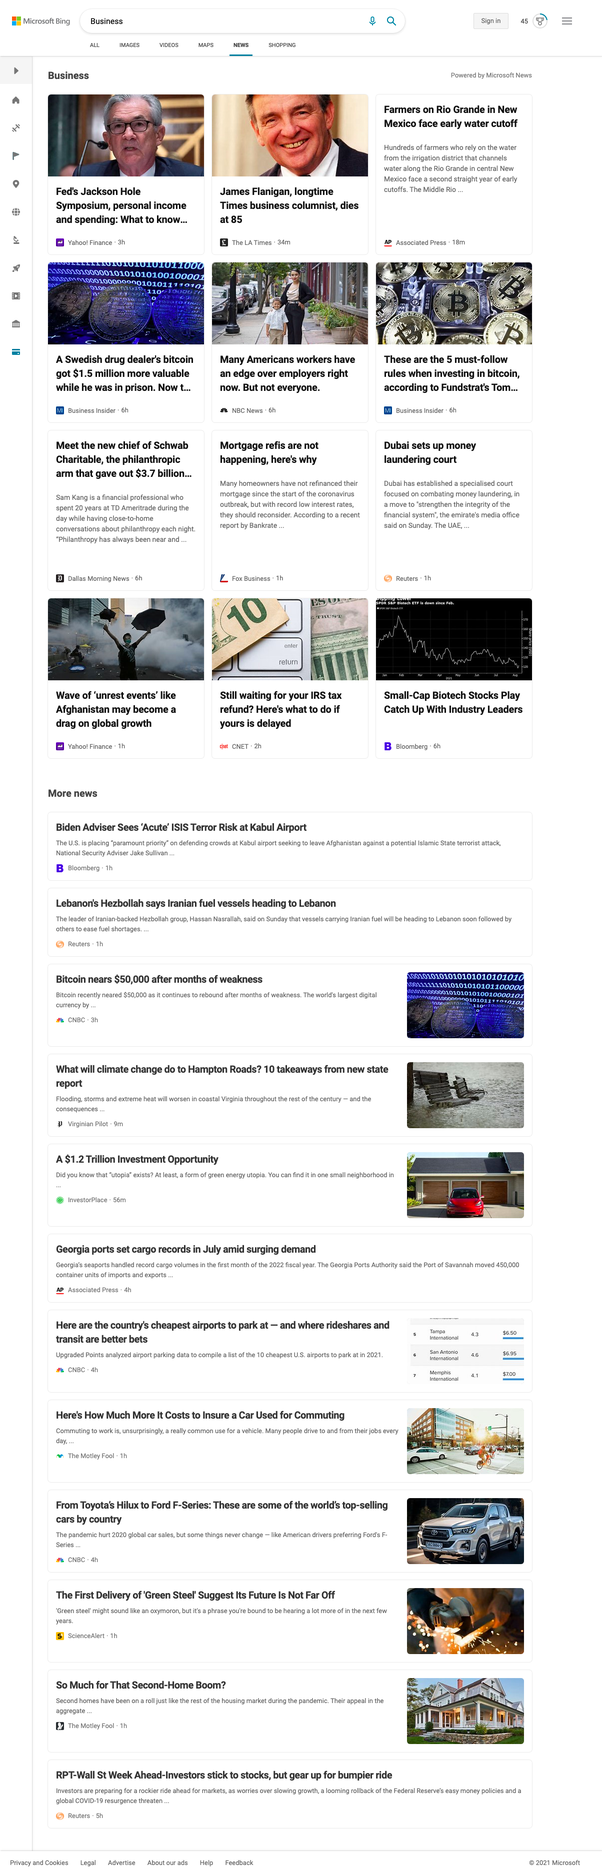 Microsoft Bing
Business
Sign in
45
ALL IMAGES VIDEOS MAPS NEWS SHOPPING
Business
Powered by Microsoft News
Fed's Jackson Hole
Symposium, personal income
and spending: What to know...
Yahoo! Finance · 3h
James Flanigan, longtime
Times business columnist, dies
at 85
The LA Times · 34m
Farmers on Rio Grande in New
Mexico face early water cutoff
Hundreds of farmers who rely on the water
from the irrigation district that channels
water along the Rio Grande in central New
Mexico face a second straight year of early
cutoffs. The Middle Rio ...
AP Associated Press · 18m
A Swedish drug dealer's bitcoin
got $1.5 million more valuable
while he was in prison. Now t...
Business Insider · 6h
Many Americans workers have
an edge over employers right
now. But not everyone.
NBC News · 6h
These are the 5 must-follow
rules when investing in bitcoin,
according to Fundstrat's Tom...
Business Insider · 6h
Meet the new chief of Schwab
Charitable, the philanthropic
arm that gave out $3.7 billion...
Sam Kang is a financial professional who
spent 20 years at TD Ameritrade during the
day while having close-to-home
conversations about philanthropy each night.
"Philanthropy has always been near and ...
Dallas Morning News · 6h
Mortgage refis are not
happening, here's why
Many homeowners have not refinanced their
mortgage since the start of the coronavirus
outbreak, but with record low interest rates,
they should reconsider. According to a recent
report by Bankrate ...
Fox Business · 1h
Dubai sets up money
laundering court
Dubai has established a specialised court
focused on combating money laundering, in
a move to "strengthen the integrity of the
financial system", the emirate's media office
said on Sunday. The UAE, ...
Reuters · 1h
10
enter
return
Wave of 'unrest events' like
Afghanistan may become a
drag on global growth
Yahoo! Finance · 1h
Still waiting for your IRS tax
refund? Here's what to do if
yours is delayed
CNET · 2h
Small-Cap Biotech Stocks Play
Catch Up With Industry Leaders
B Bloomberg · 6h
More news
Biden Adviser Sees 'Acute' ISIS Terror Risk at Kabul Airport
The U.S. is placing "paramount priority" on defending crowds at Kabul airport seeking to leave Afghanistan against a potential Islamic State terrorist attack,
National Security Adviser Jake Sullivan ...
B Bloomberg · 1h
Lebanon's Hezbollah says Iranian fuel vessels heading to Lebanon
The leader of Iranian-backed Hezbollah group, Hassan Nasrallah, said on Sunday that vessels carrying Iranian fuel will be heading to Lebanon soon followed by
others to ease fuel shortages. ...
Reuters · 1h
Bitcoin nears $50,000 after months of weakness
Bitcoin recently neared $50,000 as it continues to rebound after months of weakness. The world's largest digital
currency by ...
CNBC · 3h
What will climate change do to Hampton Roads? 10 takeaways from new state
report
Flooding, storms and extreme heat will worsen in coastal Virginia throughout the rest of the century — and the
consequences ...
Virginian Pilot · 9m
A $1.2 Trillion Investment Opportunity
Did you know that "utopia" exists? At least, a form of green energy utopia. You can find it in one small neighborhood in
...
InvestorPlace · 56m
Georgia ports set cargo records in July amid surging demand
Georgia's seaports handled record cargo volumes in the first month of the 2022 fiscal year. The Georgia Ports Authority said the Port of Savannah moved 450,000
container units of imports and exports ...
AP Associated Press · 4h
Here are the country's cheapest airports to park at — and where rideshares and
transit are better bets
Upgraded Points analyzed airport parking data to compile a list of the 10 cheapest U.S. airports to park at in 2021.
CNBC · 4h
5 Tampa International 4.3 $6.50
6 San Antonio International 4.6 $6.95
7 Memphis International 4.1 $7.00
Here's How Much More It Costs to Insure a Car Used for Commuting
Commuting to work is, unsurprisingly, a really common use for a vehicle. Many people drive to and from their jobs every
day, ...
The Motley Fool · 1h
From Toyota's Hilux to Ford F-Series: These are some of the world's top-selling
cars by country
The pandemic hurt 2020 global car sales, but some things never change — like American drivers preferring Ford's F-
Series ...
CNBC · 4h
The First Delivery of 'Green Steel' Suggest Its Future Is Not Far Off
'Green steel' might sound like an oxymoron, but it's a phrase you're bound to be hearing a lot more of in the next few
years.
ScienceAlert · 1h
So Much for That Second-Home Boom?
Second homes have been on a roll just like the rest of the housing market during the pandemic. Their appeal in the
aggregate ...
The Motley Fool · 1h
RPT-Wall St Week Ahead-Investors stick to stocks, but gear up for bumpier ride
Investors are preparing for a rockier ride ahead for markets, as worries over slowing growth, a looming rollback of the Federal Reserve's easy money policies and a
global COVID-19 resurgence threaten ...
Reuters · 5h
Privacy and Cookies Legal Advertise About our ads Help Feedback
© 2021 Microsoft